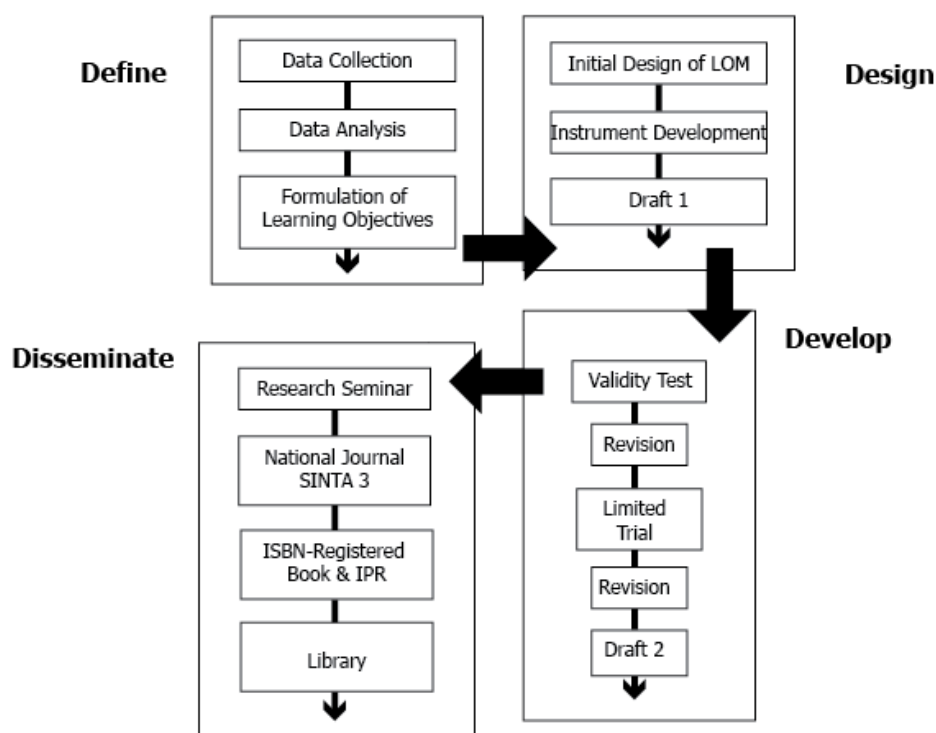 Define
Data Collection
Data Analysis
Formulation of
Learning Objectives
Design
Initial Design of LOM
Instrument Development
Draft 1
Develop
Validity Test
Revision
Limited
Trial
Revision
Draft 2
Disseminate
Research Seminar
National Journal
SINTA 3
ISBN-Registered
Book & IPR
Library